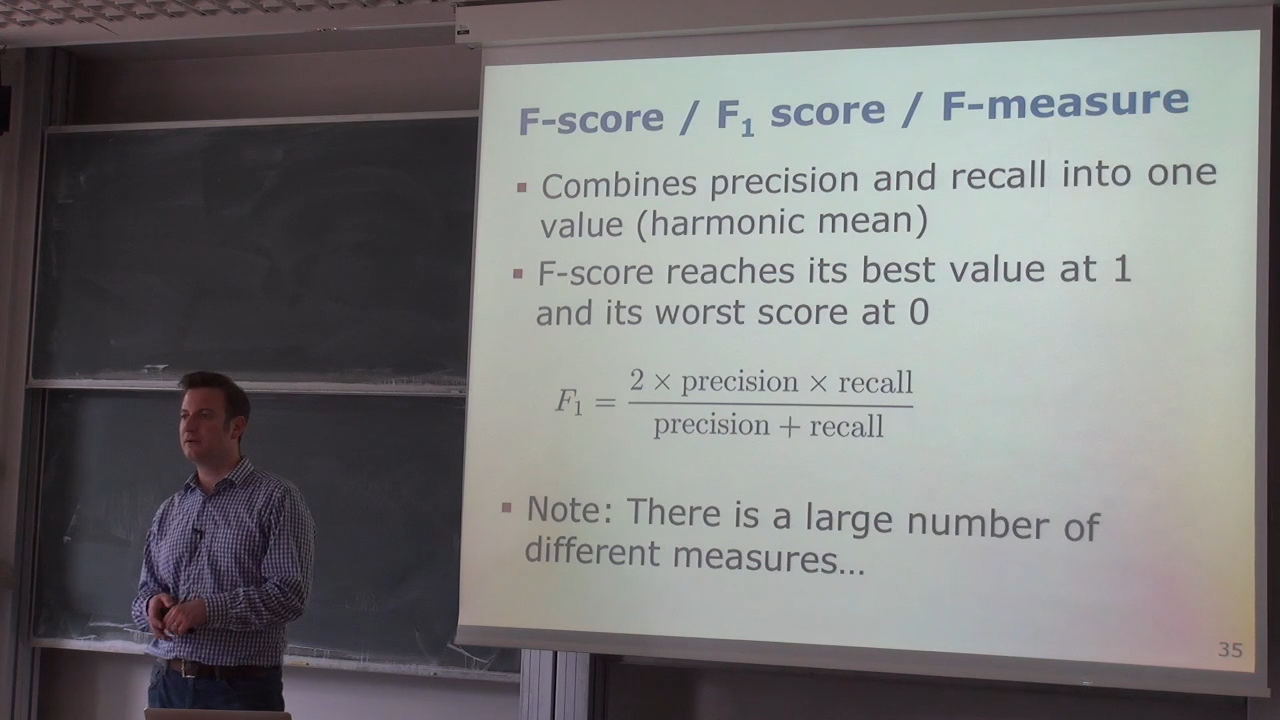 F-score / F₁ score / F-measure
▪ Combines precision and recall into one
value (harmonic mean)
▪ F-score reaches its best value at 1
and its worst score at 0
F₁ = (2 × precision × recall) / (precision + recall)
▪ Note: There is a large number of
different measures...
35